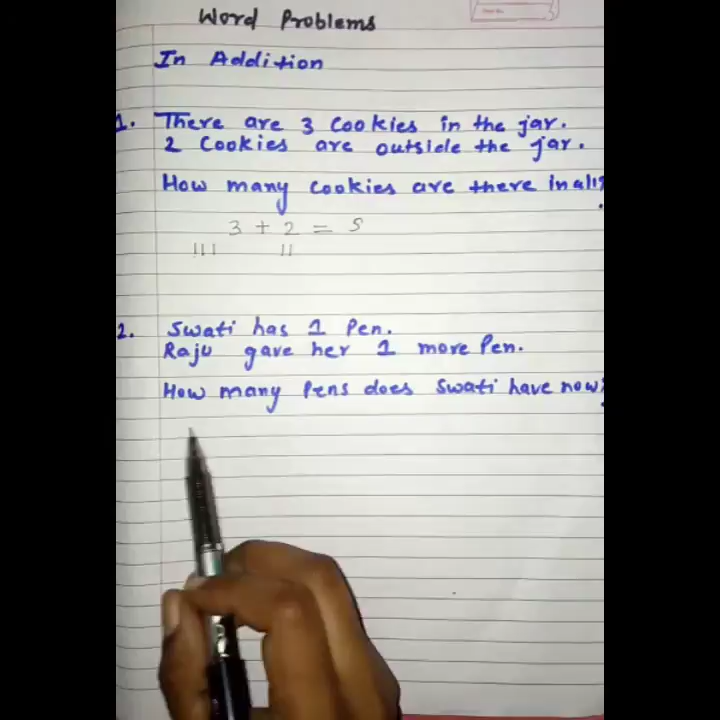 Word Problems
In Addition
1. There are 3 cookies in the jar.
2 cookies are outside the jar.
How many cookies are there in all?
3 + 2 = 5
III II
2. Swati has 1 Pen.
Raju gave her 1 more Pen.
How many Pens does Swati have now?